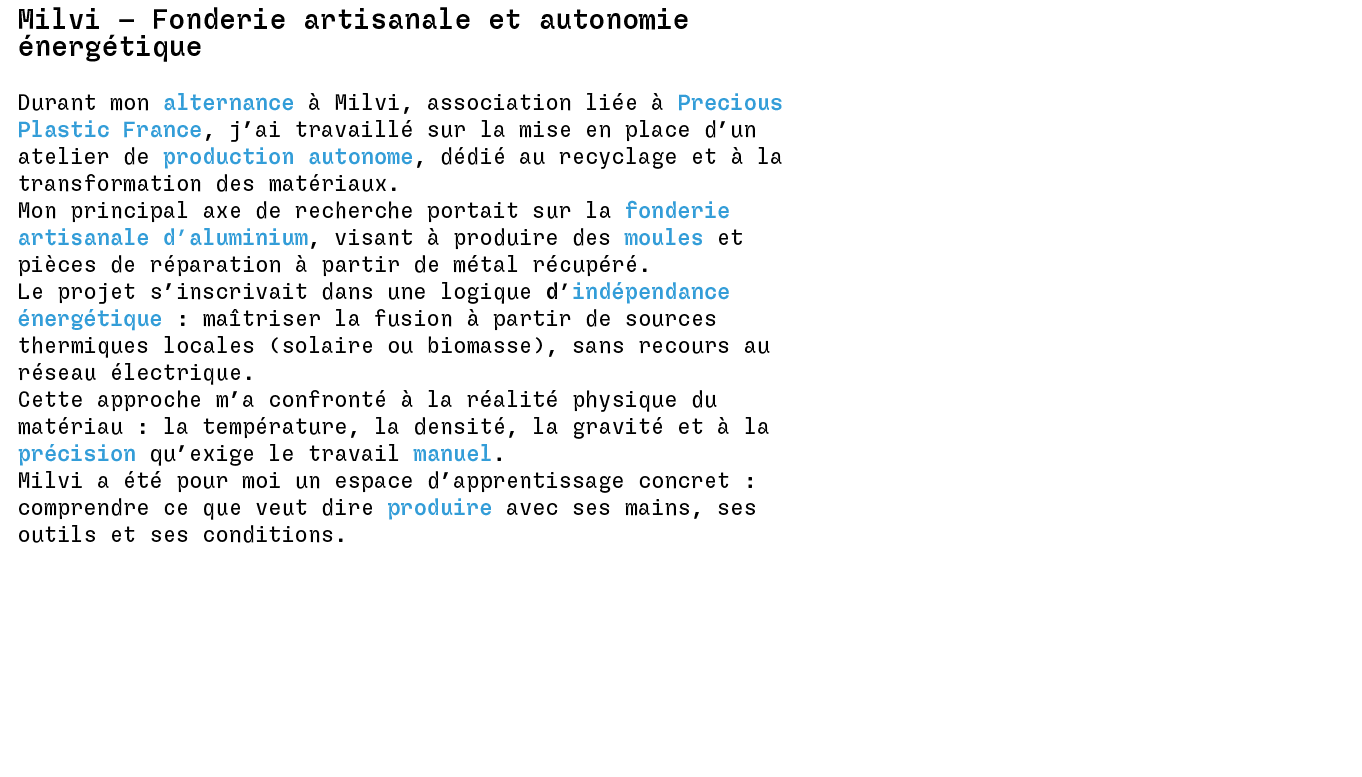 Milvi — Fonderie artisanale et autonomie
énergétique
Durant mon alternance à Milvi, association liée à Precious
Plastic France, j’ai travaillé sur la mise en place d’un
atelier de production autonome, dédié au recyclage et à la
transformation des matériaux.
Mon principal axe de recherche portait sur la fonderie
artisanale d’aluminium, visant à produire des moules et
pièces de réparation à partir de métal récupéré.
Le projet s’inscrivait dans une logique d’indépendance
énergétique : maîtriser la fusion à partir de sources
thermiques locales (solaire ou biomasse), sans recours au
réseau électrique.
Cette approche m’a confronté à la réalité physique du
matériau : la température, la densité, la gravité et à la
précision qu’exige le travail manuel.
Milvi a été pour moi un espace d’apprentissage concret :
comprendre ce que veut dire produire avec ses mains, ses
outils et ses conditions.